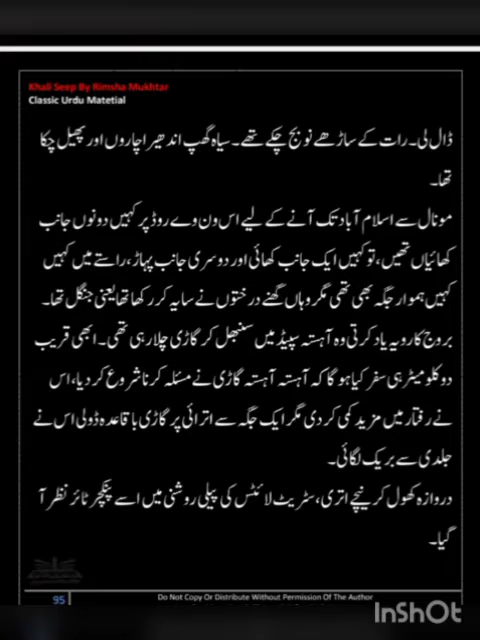 Khali Seep By Rimsha Mukhtar
Classic Urdu Matetial
ڈال لی۔ رات کے ساڑھے نو بج چکے تھے۔ سیاہ گھپ اندھیرا چاروں اور پھیل چکا
تھا۔
مونال سے اسلام آباد تک آنے کے لیے اس ون وے روڈ پر کہیں دونوں جانب
کھائیاں تھیں، تو کہیں ایک جانب کھائی اور دوسری جانب پہاڑ، راستے میں کہیں
کہیں ہموار جگہ بھی تھی مگر وہاں گھنے درختوں نے سایہ کر رکھا تھا یعنی جنگل تھا۔
بروج کا رویہ یاد کرتی وہ آہستہ سپیڈ میں سنبھل کر گاڑی چلا رہی تھی۔ ابھی قریب
دو کلو میٹر ہی سفر کیا ہو گا کہ آہستہ آہستہ گاڑی نے مسئلہ کرنا شروع کر دیا، اس
نے رفتار میں مزید کمی کر دی مگر ایک جگہ سے اترائی پر گاڑی باقاعدہ ڈولی اس نے
جلدی سے بریک لگائی۔
دروازہ کھول کر نیچے اتری، سٹریٹ لائٹس کی پیلی روشنی میں اسے پنکچر ٹائر نظر آ
گیا۔
95
Do Not Copy Or Distribute Without Permission Of The Author
InShOt